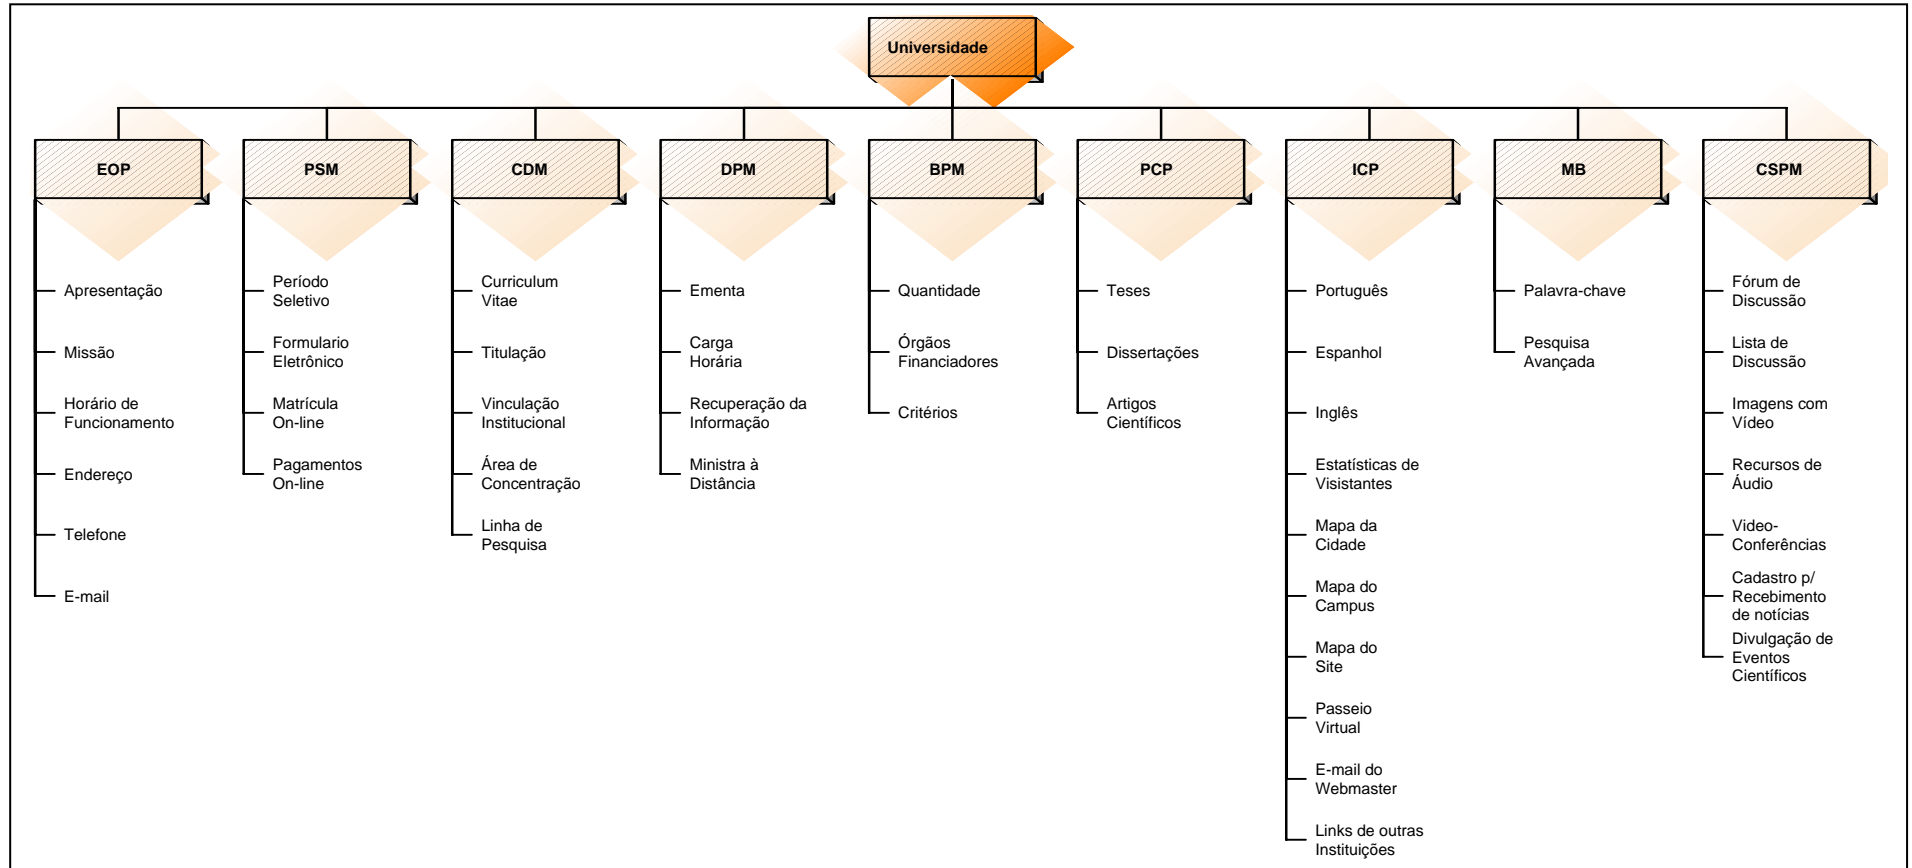 Universidade
EOP
PSM
CDM
DPM
BPM
PCP
ICP
MB
CSPM
Apresentação
Missão
Horário de
Funcionamento
Endereço
Telefone
E-mail
Período
Seletivo
Formulario
Eletrônico
Matrícula
On-line
Pagamentos
On-line
Curriculum
Vitae
Titulação
Vinculação
Institucional
Área de
Concentração
Linha de
Pesquisa
Ementa
Carga
Horária
Recuperação da
Informação
Ministra à
Distância
Quantidade
Órgãos
Financiadores
Critérios
Teses
Dissertações
Artigos
Científicos
Português
Espanhol
Inglês
Estatísticas de
Visistantes
Mapa da
Cidade
Mapa do
Campus
Mapa do
Site
Passeio
Virtual
E-mail do
Webmaster
Links de outras
Instituições
Palavra-chave
Pesquisa
Avançada
Fórum de
Discussão
Lista de
Discussão
Imagens com
Vídeo
Recursos de
Áudio
Video-
Conferências
Cadastro p/
Recebimento
de notícias
Divulgação de
Eventos
Científicos